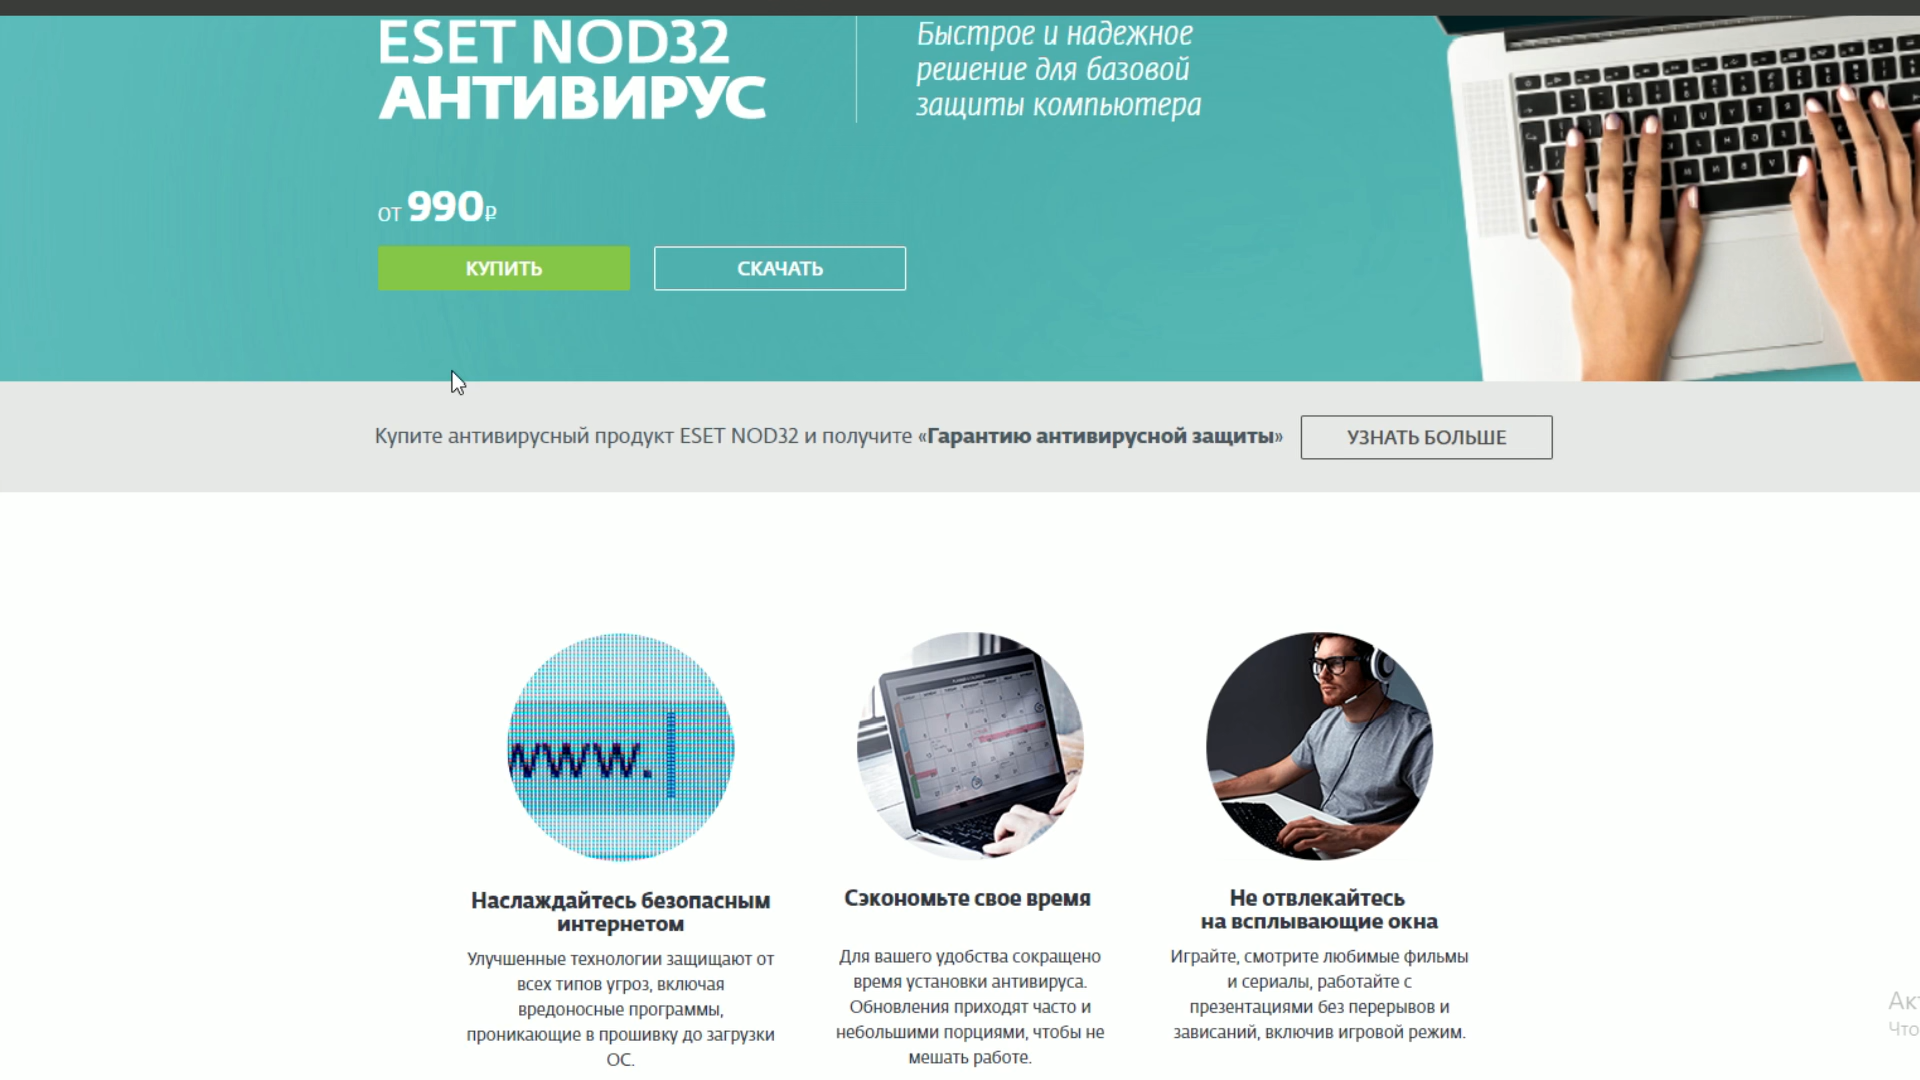 ESET NOD32
АНТИВИРУС
Быстрое и надежное
решение для базовой
защиты компьютера
от 990₽
КУПИТЬ
СКАЧАТЬ
Купите антивирусный продукт ESET NOD32 и получите «Гарантию антивирусной защиты»
УЗНАТЬ БОЛЬШЕ
www.
Наслаждайтесь безопасным
интернетом
Улучшенные технологии защищают от
всех типов угроз, включая
вредоносные программы,
проникающие в прошивку до загрузки
ОС.
Сэкономьте свое время
Для вашего удобства сокращено
время установки антивируса.
Обновления приходят часто и
небольшими порциями, чтобы не
мешать работе.
Не отвлекайтесь
на всплывающие окна
Играйте, смотрите любимые фильмы
и сериалы, работайте с
презентациями без перерывов и
зависаний, включив игровой режим.
Ак
Что